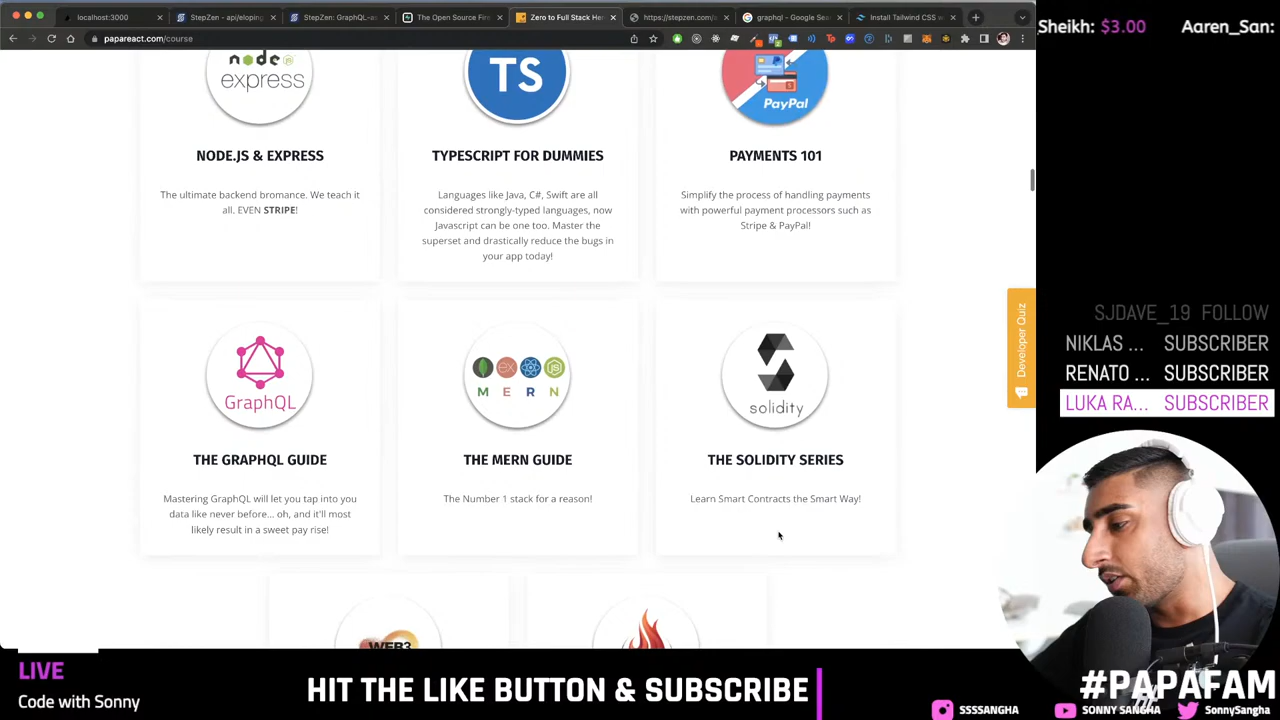 localhost:3000
StepZen - api/eloping
StepZen: GraphQL-as
The Open Source Fire
Zero to Full Stack He
https://stepzen.com/
graphql - Google Sea
Install Tailwind CSS w
papareact.com/course
Sheikh: $3.00 Aaren_San:
node
express
TS
PayPal
NODE.JS & EXPRESS
The ultimate backend bromance. We teach it
all. EVEN STRIPE!
TYPESCRIPT FOR DUMMIES
Languages like Java, C#, Swift are all
considered strongly-typed languages, now
Javascript can be one too. Master the
superset and drastically reduce the bugs in
your app today!
PAYMENTS 101
Simplify the process of handling payments
with powerful payment processors such as
Stripe & PayPal!
Developer Quiz
SJDAVE_19 FOLLOW
NIKLAS ... SUBSCRIBER
RENATO ... SUBSCRIBER
LUKA RA... SUBSCRIBER
GraphQL
EX
JS
M E R N
solidity
THE GRAPHQL GUIDE
Mastering GraphQL will let you tap into you
data like never before... oh, and it'll most
likely result in a sweet pay rise!
THE MERN GUIDE
The Number 1 stack for a reason!
THE SOLIDITY SERIES
Learn Smart Contracts the Smart Way!
WEB3
LIVE
Code with Sonny
HIT THE LIKE BUTTON & SUBSCRIBE
#PAPAFAM
SSSSANGHA
SONNY SANGHA
SonnySangha